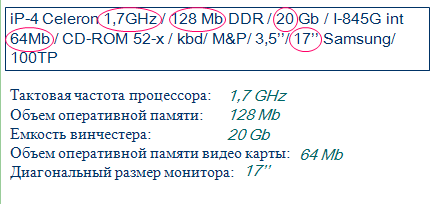 iP-4 Celeron 1,7GHz / 128 Mb DDR / 20 Gb / I-845G int
64Mb / CD-ROM 52-x / kbd/ M&P/ 3,5’’/ 17’’ Samsung/
100TP
Тактовая частота процессора: 1,7 GHz
Объем оперативной памяти: 128 Mb
Емкость винчестера: 20 Gb
Объем оперативной памяти видео карты: 64 Mb
Диагональный размер монитора: 17’’